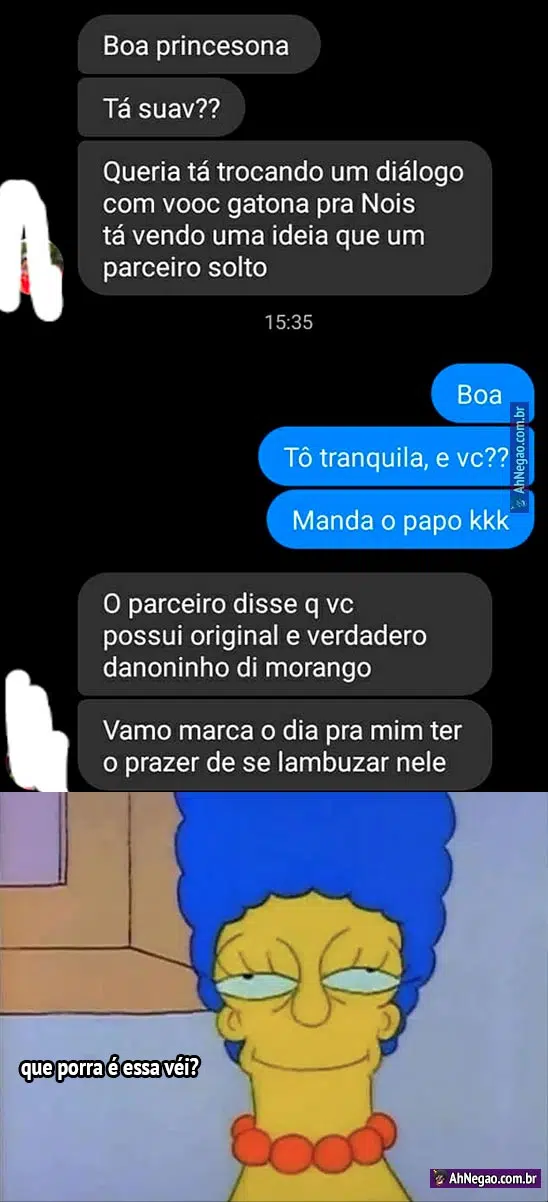 Boa princesona
Tá suav??
Queria tá trocando um diálogo
com vooc gatona pra Nois
tá vendo uma ideia que um
parceiro solto
15:35
Boa
Tô tranquila, e vc??
Manda o papo kkk
AhNegao.com.br
O parceiro disse q vc
possui original e verdadero
danoninho di morango
Vamo marca o dia pra mim ter
o prazer de se lambuzar nele
que porra é essa véi?
AhNegao.com.br